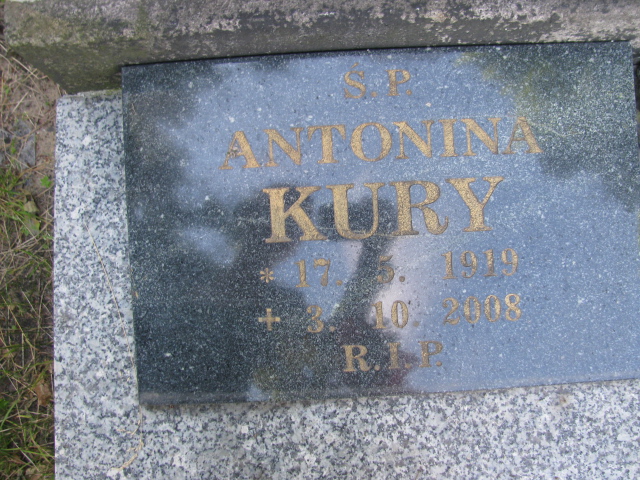 Ś.P.
ANTONINA
KURY
* 17. 5. 1919
+ 3. 10. 2008
R.I.P.